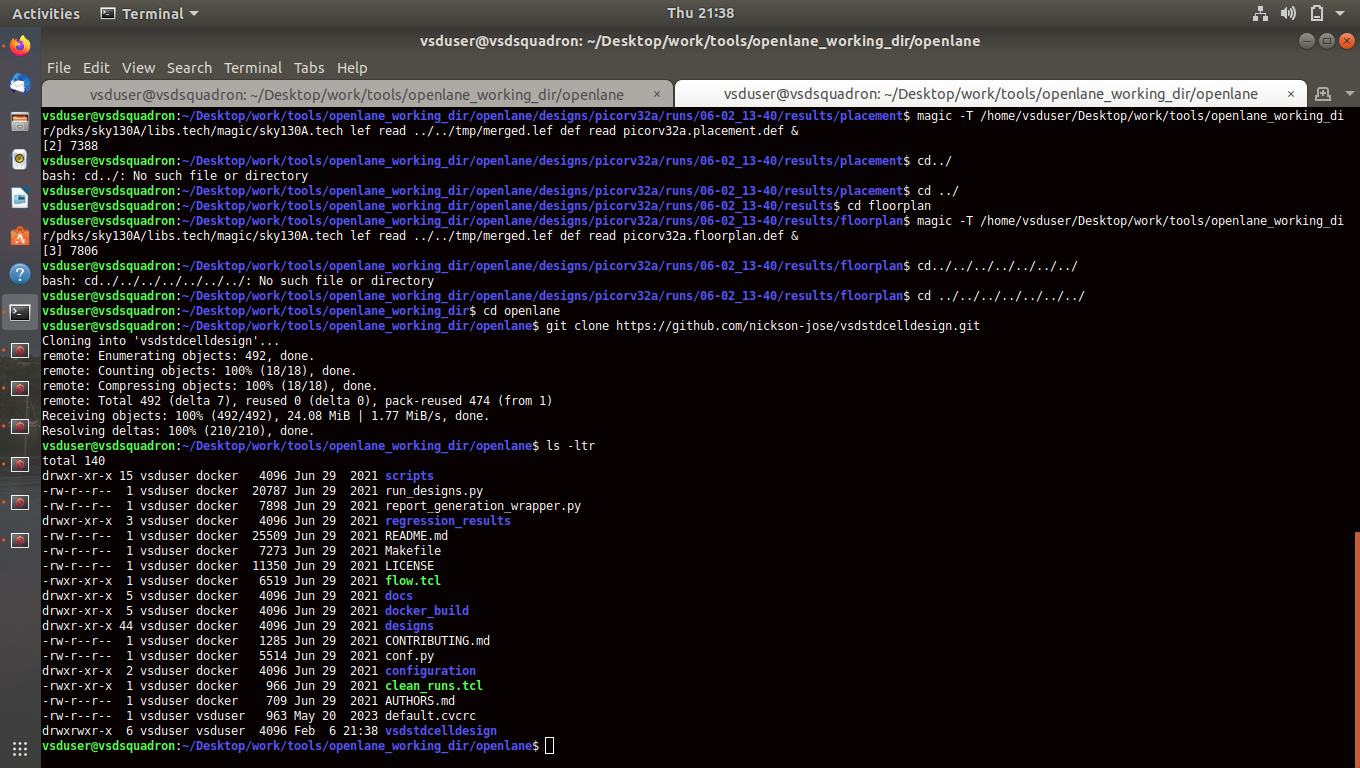 Activities Terminal Thu 21:38
vsduser@vsdsquadron: ~/Desktop/work/tools/openlane_working_dir/openlane
File Edit View Search Terminal Tabs Help
vsduser@vsdsquadron: ~/Desktop/work/tools/openlane_working_dir/openlane × vsduser@vsdsquadron: ~/Desktop/work/tools/openlane_working_dir/openlane ×
vsduser@vsdsquadron:~/Desktop/work/tools/openlane_working_dir/openlane/designs/picorv32a/runs/06-02_13-40/results/placement$ magic -T /home/vsduser/Desktop/work/tools/openlane_working_di
r/pdks/sky130A/libs.tech/magic/sky130A.tech lef read ../../tmp/merged.lef def read picorv32a.placement.def &
[2] 7388
vsduser@vsdsquadron:~/Desktop/work/tools/openlane_working_dir/openlane/designs/picorv32a/runs/06-02_13-40/results/placement$ cd../
bash: cd../: No such file or directory
vsduser@vsdsquadron:~/Desktop/work/tools/openlane_working_dir/openlane/designs/picorv32a/runs/06-02_13-40/results/placement$ cd ../
vsduser@vsdsquadron:~/Desktop/work/tools/openlane_working_dir/openlane/designs/picorv32a/runs/06-02_13-40/results$ cd floorplan
vsduser@vsdsquadron:~/Desktop/work/tools/openlane_working_dir/openlane/designs/picorv32a/runs/06-02_13-40/results/floorplan$ magic -T /home/vsduser/Desktop/work/tools/openlane_working_di
r/pdks/sky130A/libs.tech/magic/sky130A.tech lef read ../../tmp/merged.lef def read picorv32a.floorplan.def &
[3] 7806
vsduser@vsdsquadron:~/Desktop/work/tools/openlane_working_dir/openlane/designs/picorv32a/runs/06-02_13-40/results/floorplan$ cd../../../../../../../
bash: cd../../../../../../../: No such file or directory
vsduser@vsdsquadron:~/Desktop/work/tools/openlane_working_dir/openlane/designs/picorv32a/runs/06-02_13-40/results/floorplan$ cd ../../../../../../../
vsduser@vsdsquadron:~/Desktop/work/tools/openlane_working_dir$ cd openlane
vsduser@vsdsquadron:~/Desktop/work/tools/openlane_working_dir/openlane$ git clone https://github.com/nickson-jose/vsdstdcelldesign.git
Cloning into 'vsdstdcelldesign'...
remote: Enumerating objects: 492, done.
remote: Counting objects: 100% (18/18), done.
remote: Compressing objects: 100% (18/18), done.
remote: Total 492 (delta 7), reused 0 (delta 0), pack-reused 474 (from 1)
Receiving objects: 100% (492/492), 24.08 MiB | 1.77 MiB/s, done.
Resolving deltas: 100% (210/210), done.
vsduser@vsdsquadron:~/Desktop/work/tools/openlane_working_dir/openlane$ ls -ltr
total 140
drwxr-xr-x 15 vsduser docker 4096 Jun 29 2021 scripts
-rw-r--r-- 1 vsduser docker 20787 Jun 29 2021 run_designs.py
-rw-r--r-- 1 vsduser docker 7898 Jun 29 2021 report_generation_wrapper.py
drwxr-xr-x 3 vsduser docker 4096 Jun 29 2021 regression_results
-rw-r--r-- 1 vsduser docker 25509 Jun 29 2021 README.md
-rw-r--r-- 1 vsduser docker 7273 Jun 29 2021 Makefile
-rw-r--r-- 1 vsduser docker 11350 Jun 29 2021 LICENSE
-rwxr-xr-x 1 vsduser docker 6519 Jun 29 2021 flow.tcl
drwxr-xr-x 5 vsduser docker 4096 Jun 29 2021 docs
drwxr-xr-x 5 vsduser docker 4096 Jun 29 2021 docker_build
drwxr-xr-x 44 vsduser docker 4096 Jun 29 2021 designs
-rw-r--r-- 1 vsduser docker 1285 Jun 29 2021 CONTRIBUTING.md
-rw-r--r-- 1 vsduser docker 5514 Jun 29 2021 conf.py
drwxr-xr-x 2 vsduser docker 4096 Jun 29 2021 configuration
-rwxr-xr-x 1 vsduser docker 966 Jun 29 2021 clean_runs.tcl
-rw-r--r-- 1 vsduser docker 709 Jun 29 2021 AUTHORS.md
-rw-r--r-- 1 vsduser vsduser 963 May 20 2023 default.cvcrc
drwxrwxr-x 6 vsduser vsduser 4096 Feb 6 21:38 vsdstdcelldesign
vsduser@vsdsquadron:~/Desktop/work/tools/openlane_working_dir/openlane$